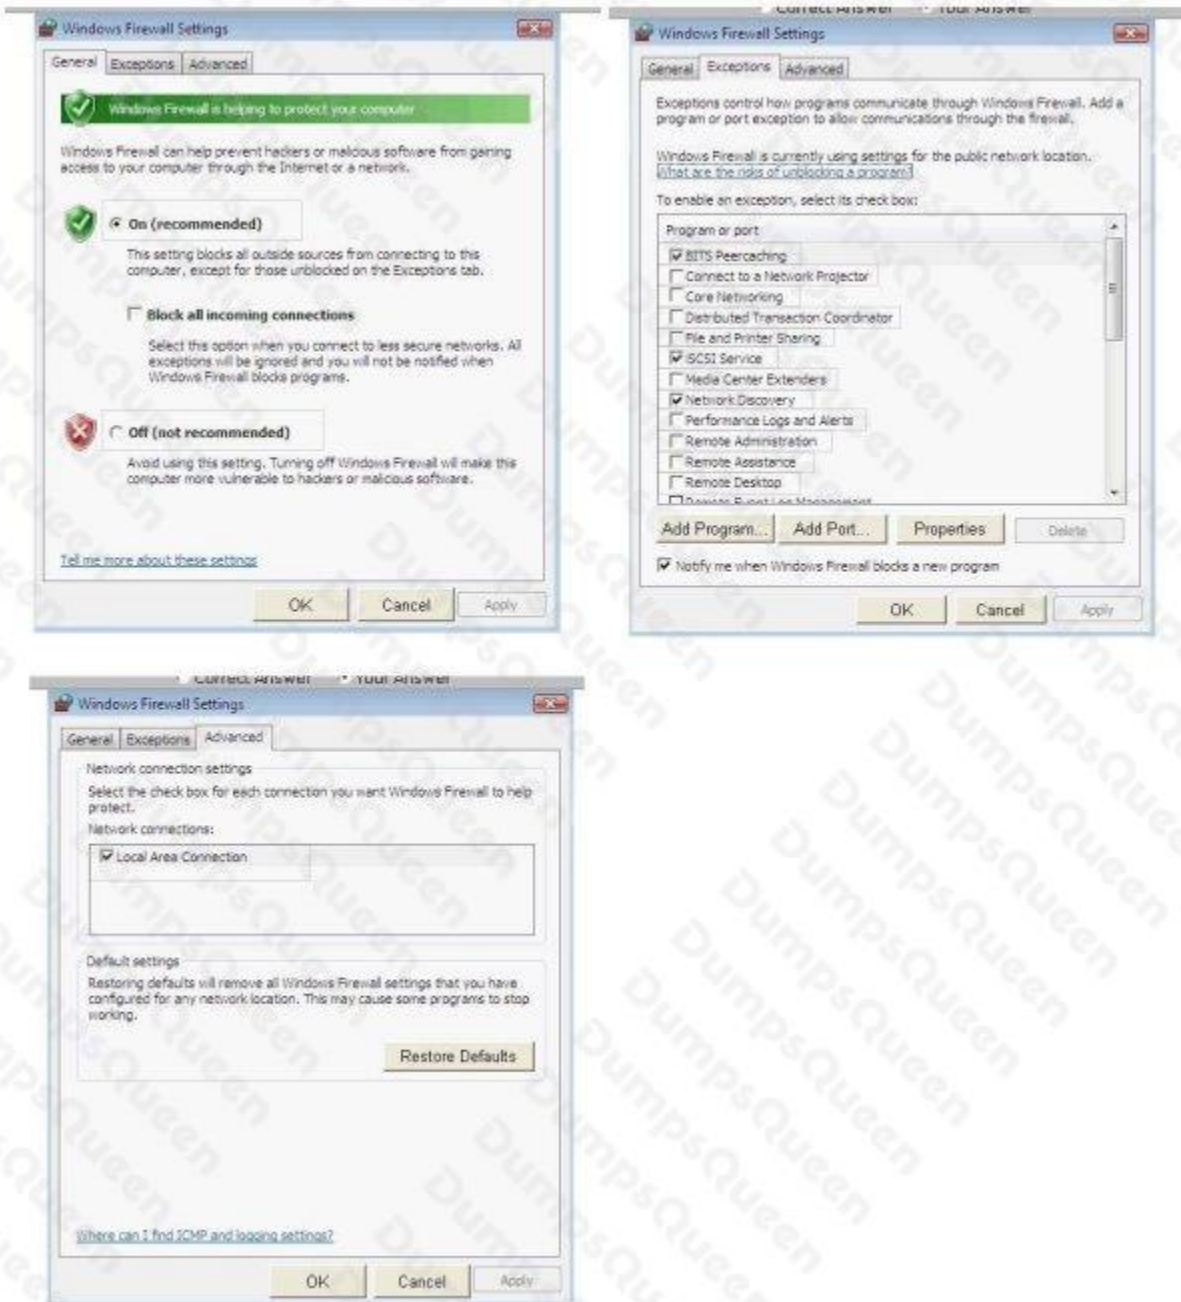 Windows Firewall Settings
General Exceptions Advanced
Windows Firewall is helping to protect your computer
Windows Firewall can help prevent hackers or malicious software from gaining
access to your computer through the Internet or a network.
On (recommended)
This setting blocks all outside sources from connecting to this
computer, except for those unblocked on the Exceptions tab.
Block all incoming connections
Select this option when you connect to less secure networks. All
exceptions will be ignored and you will not be notified when
Windows Firewall blocks programs.
Off (not recommended)
Avoid using this setting. Turning off Windows Firewall will make this
computer more vulnerable to hackers or malicious software.
Tell me more about these settings
OK Cancel Apply
Correct Answer Your Answer
Windows Firewall Settings
General Exceptions Advanced
Exceptions control how programs communicate through Windows Firewall. Add a
program or port exception to allow communications through the firewall.
Windows Firewall is currently using settings for the public network location.
What are the risks of unblocking a program?
To enable an exception, select its check box:
Program or port
BITS Peercaching
Connect to a Network Projector
Core Networking
Distributed Transaction Coordinator
File and Printer Sharing
iSCSI Service
Media Center Extenders
Network Discovery
Performance Logs and Alerts
Remote Administration
Remote Assistance
Remote Desktop
Remote Event Log Management
Add Program... Add Port... Properties Delete
Notify me when Windows Firewall blocks a new program
OK Cancel Apply
Correct Answer Your Answer
Windows Firewall Settings
General Exceptions Advanced
Network connection settings
Select the check box for each connection you want Windows Firewall to help
protect.
Network connections:
Local Area Connection
Default settings
Restoring defaults will remove all Windows Firewall settings that you have
configured for any network location. This may cause some programs to stop
working.
Restore Defaults
Where can I find ICMP and logging settings?
OK Cancel Apply
DumpsQueen